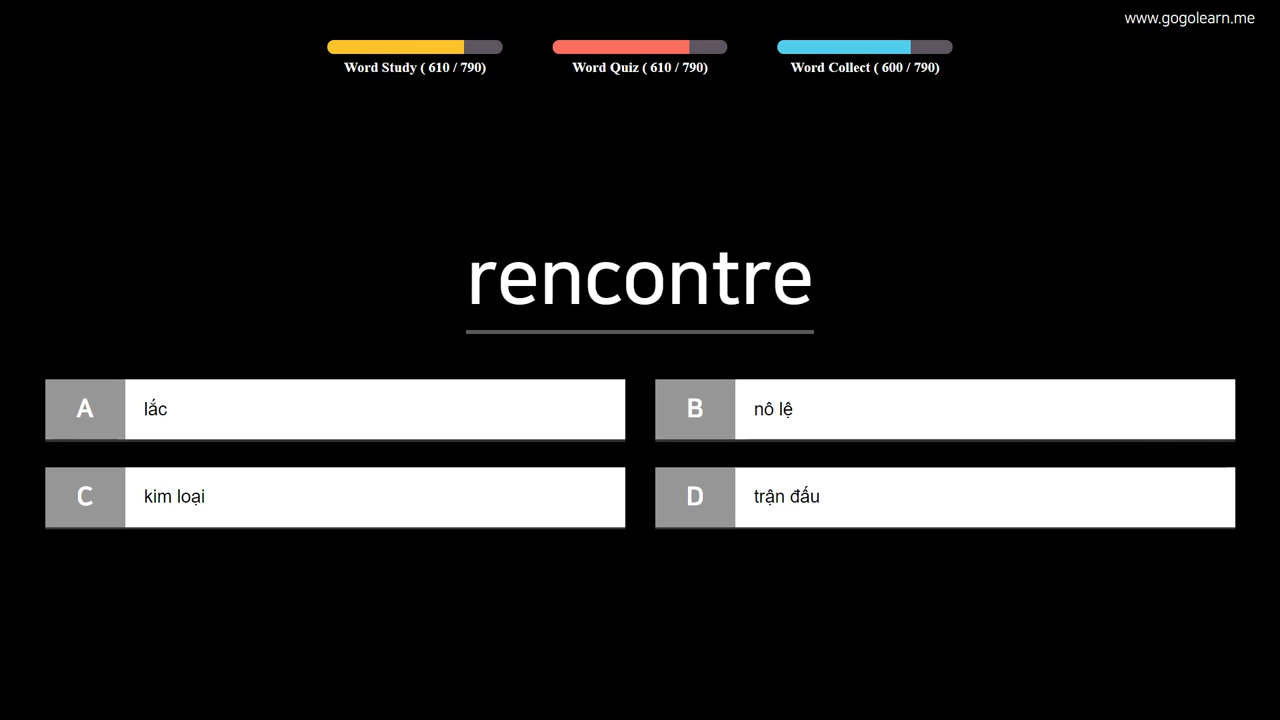 www.gogolearn.me
Word Study ( 610 / 790)
Word Quiz ( 610 / 790)
Word Collect ( 600 / 790)
rencontre
A lắc
B nô lệ
C kim loại
D trận đấu